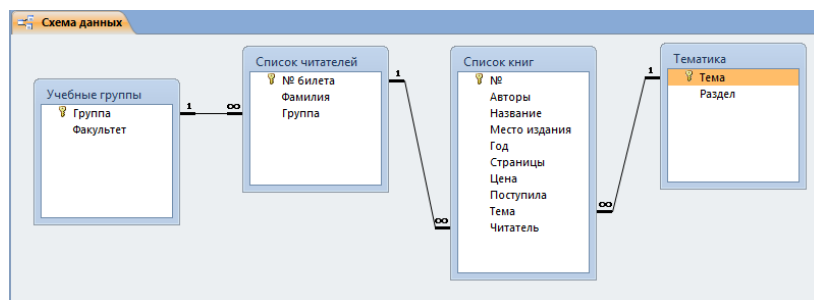 Схема данных
Учебные группы
Группа
Факультет
1
∞
Список читателей
№ билета
Фамилия
Группа
1
∞
Список книг
№
Авторы
Название
Место издания
Год
Страницы
Цена
Поступила
Тема
Читатель
1
∞
Тематика
Тема
Раздел